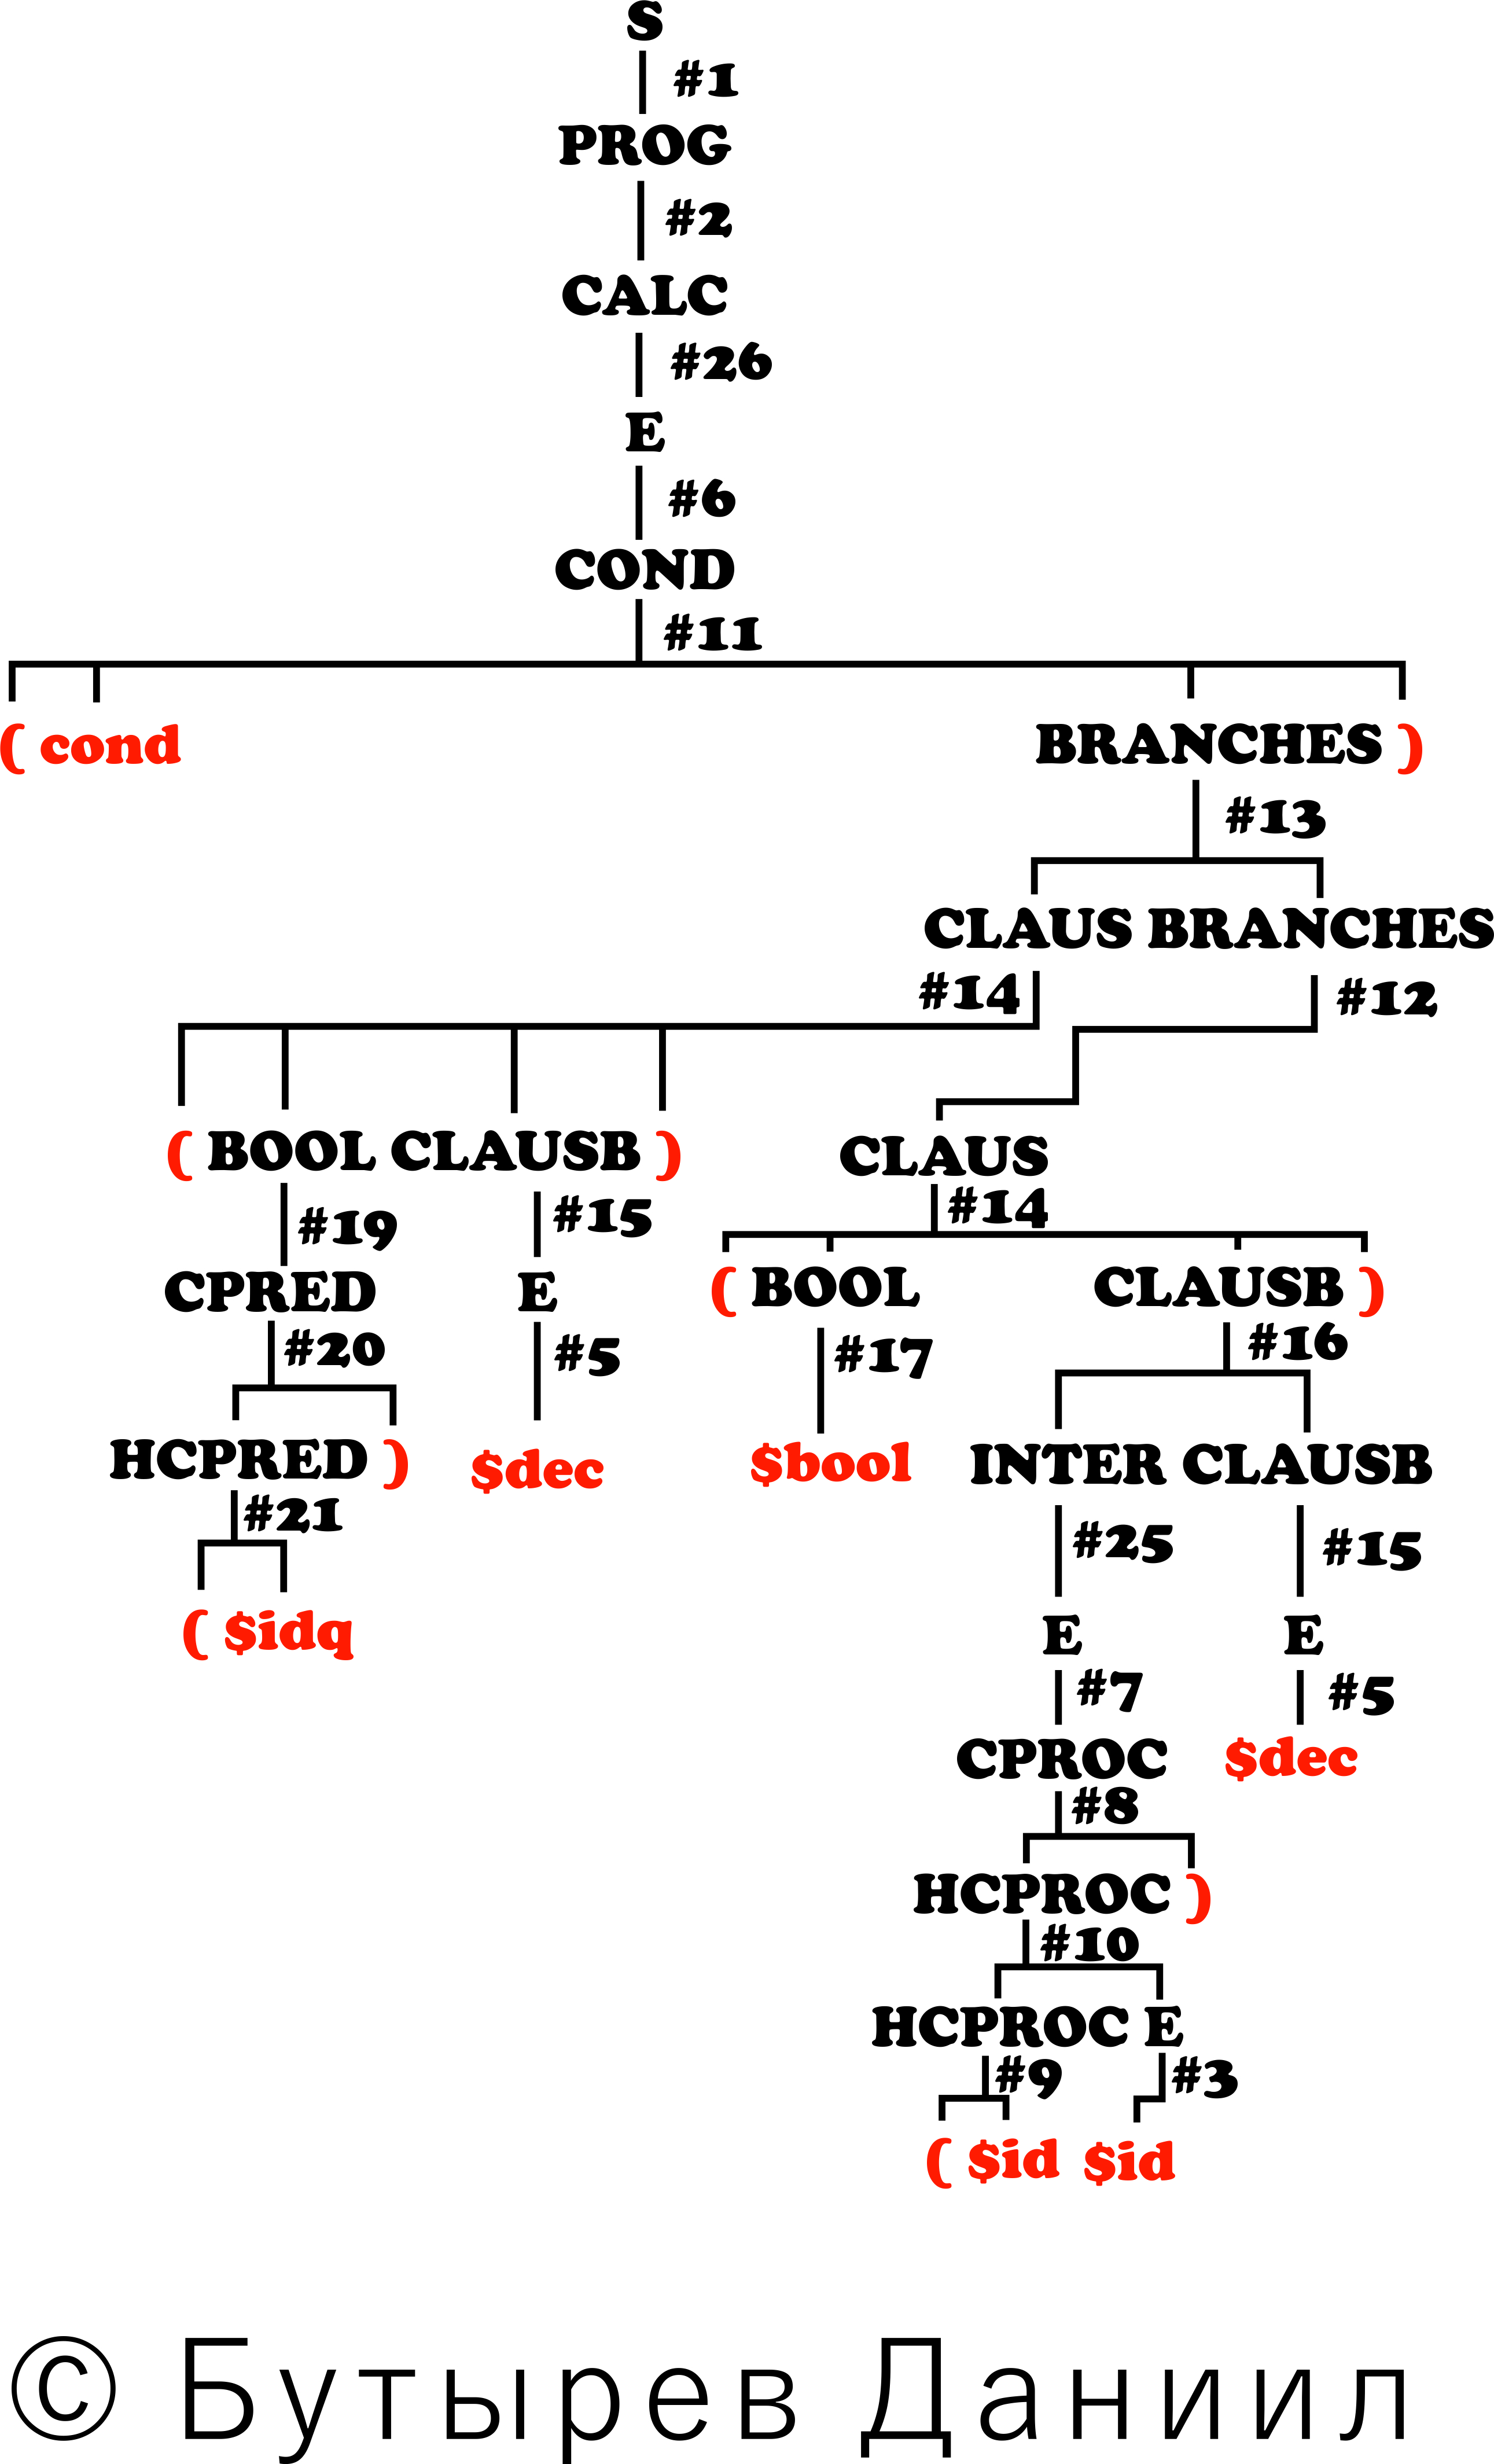 S
#1
PROG
#2
CALC
#26
E
#6
COND
#11
( cond BRANCHES )
#13
CLAUS BRANCHES
#14 #12
( BOOL CLAUSB ) CLAUS
#19 #15 #14
CPRED E ( BOOL CLAUSB )
#20 #5 #17 #16
HCPRED ) $dec $bool INTER CLAUSB
#21 #25 #15
( $idq E E
#7 #5
CPROC $dec
#8
HCPROC )
#10
HCPROC E
#9 #3
( $id $id
© Бутырев Даниил